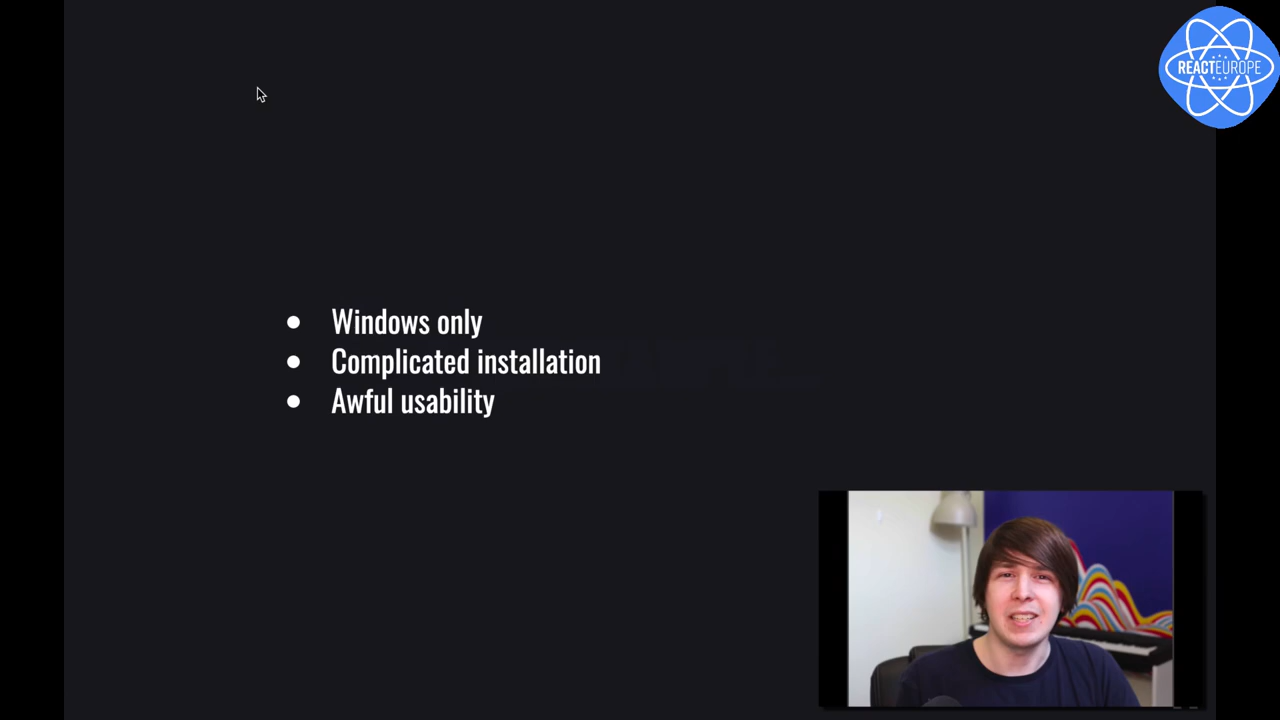 REACTEUROPE
● Windows only
● Complicated installation
● Awful usability